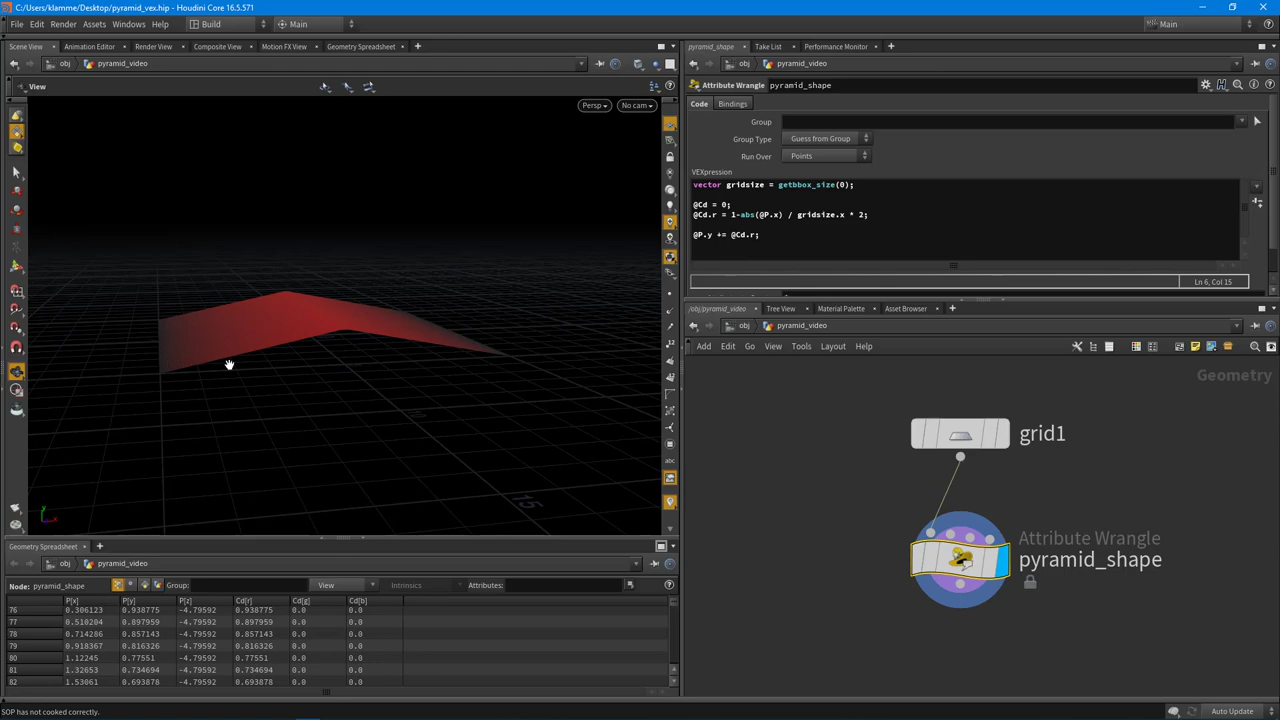 C:/Users/klamme/Desktop/pyramid_vex.hip - Houdini Core 16.5.571
File Edit Render Assets Windows Help Build Main Main
Scene View Animation Editor Render View Composite View Motion FX View Geometry Spreadsheet
obj pyramid_video
View
Persp No cam
abc
15
pyramid_shape Take List Performance Monitor
obj pyramid_video
Attribute Wrangle pyramid_shape
Code Bindings
Group
Group Type Guess from Group
Run Over Points
VEXpression
vector gridsize = getbbox_size(0);
@Cd = 0;
@Cd.r = 1-abs(@P.x) / gridsize.x * 2;
@P.y += @Cd.r;
Ln 6, Col 15
/obj/pyramid_video Tree View Material Palette Asset Browser
obj pyramid_video
Add Edit Go View Tools Layout Help
Geometry
grid1
Attribute Wrangle
pyramid_shape
Geometry Spreadsheet
obj pyramid_video
Node: pyramid_shape Group: View Intrinsics Attributes:
P[x] P[y] P[z] Cd[r] Cd[g] Cd[b]
76 0.306123 0.938775 -4.79592 0.938775 0.0 0.0
77 0.510204 0.897959 -4.79592 0.897959 0.0 0.0
78 0.714286 0.857143 -4.79592 0.857143 0.0 0.0
79 0.918367 0.816326 -4.79592 0.816326 0.0 0.0
80 1.12245 0.77551 -4.79592 0.77551 0.0 0.0
81 1.32653 0.734694 -4.79592 0.734694 0.0 0.0
82 1.53061 0.693878 -4.79592 0.693878 0.0 0.0
SOP has not cooked correctly.
Auto Update